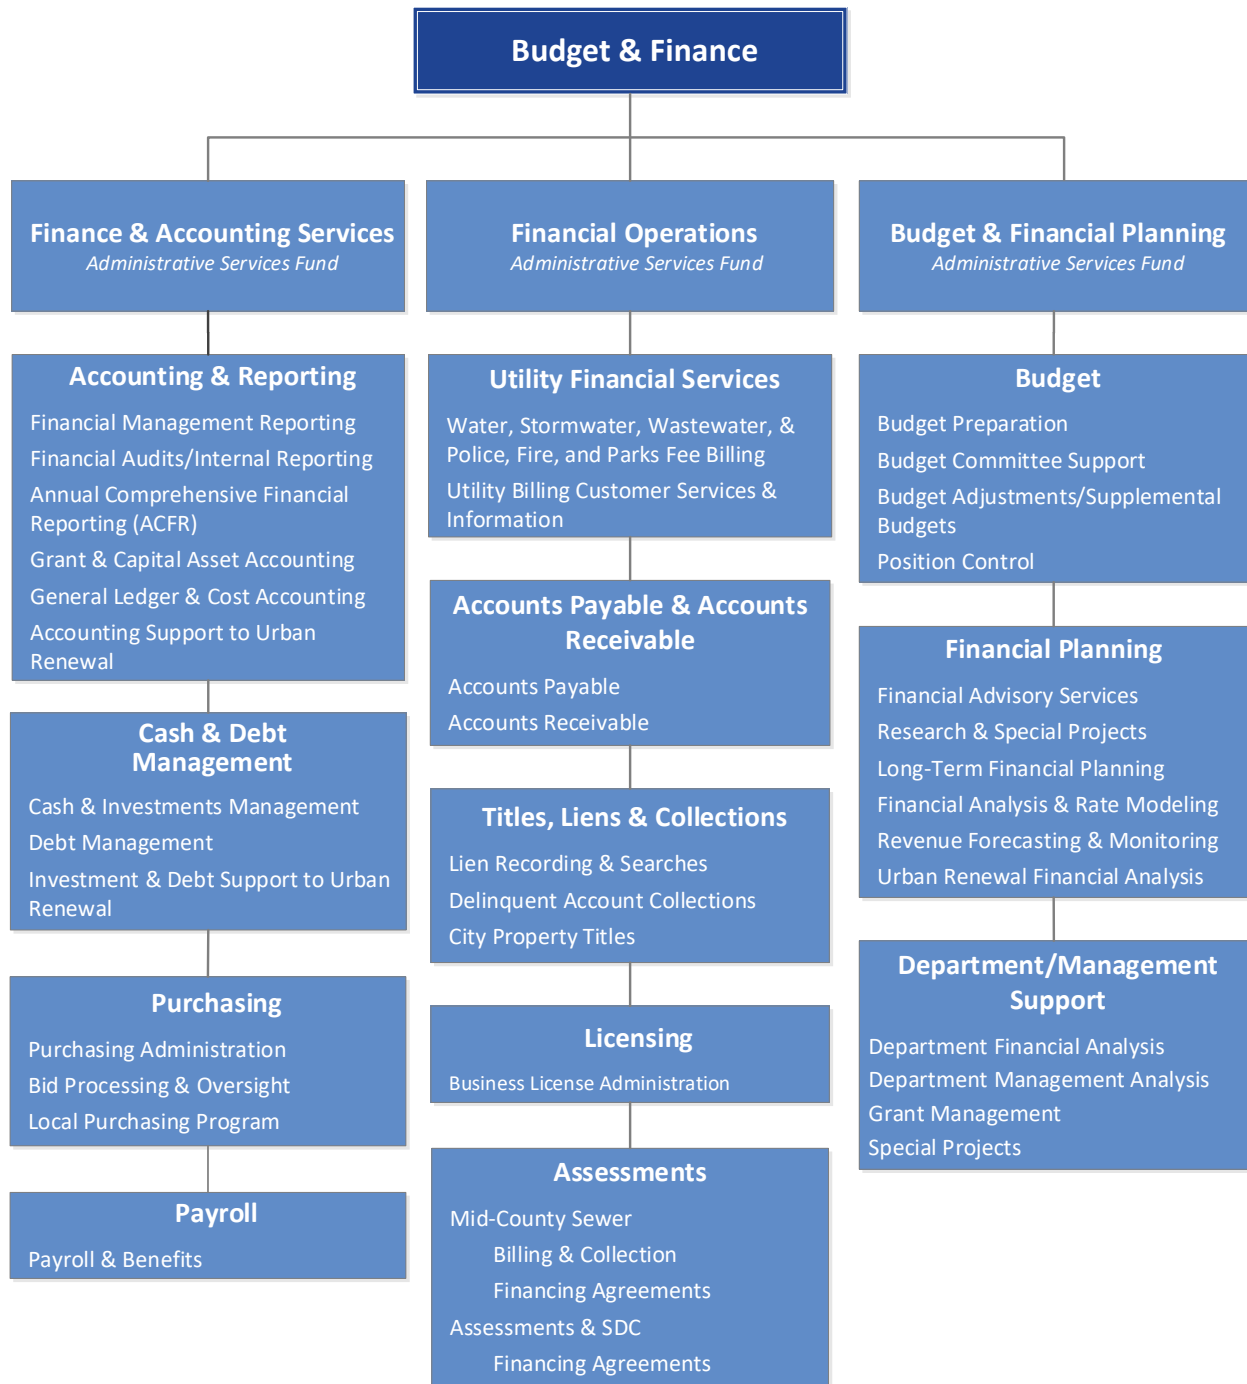 Budget & Finance
Finance & Accounting Services
Administrative Services Fund
Accounting & Reporting
Financial Management Reporting
Financial Audits/Internal Reporting
Annual Comprehensive Financial
Reporting (ACFR)
Grant & Capital Asset Accounting
General Ledger & Cost Accounting
Accounting Support to Urban
Renewal
Cash & Debt
Management
Cash & Investments Management
Debt Management
Investment & Debt Support to Urban
Renewal
Purchasing
Purchasing Administration
Bid Processing & Oversight
Local Purchasing Program
Payroll
Payroll & Benefits
Financial Operations
Administrative Services Fund
Utility Financial Services
Water, Stormwater, Wastewater, &
Police, Fire, and Parks Fee Billing
Utility Billing Customer Services &
Information
Accounts Payable & Accounts
Receivable
Accounts Payable
Accounts Receivable
Titles, Liens & Collections
Lien Recording & Searches
Delinquent Account Collections
City Property Titles
Licensing
Business License Administration
Assessments
Mid-County Sewer
Billing & Collection
Financing Agreements
Assessments & SDC
Financing Agreements
Budget & Financial Planning
Administrative Services Fund
Budget
Budget Preparation
Budget Committee Support
Budget Adjustments/Supplemental
Budgets
Position Control
Financial Planning
Financial Advisory Services
Research & Special Projects
Long-Term Financial Planning
Financial Analysis & Rate Modeling
Revenue Forecasting & Monitoring
Urban Renewal Financial Analysis
Department/Management
Support
Department Financial Analysis
Department Management Analysis
Grant Management
Special Projects